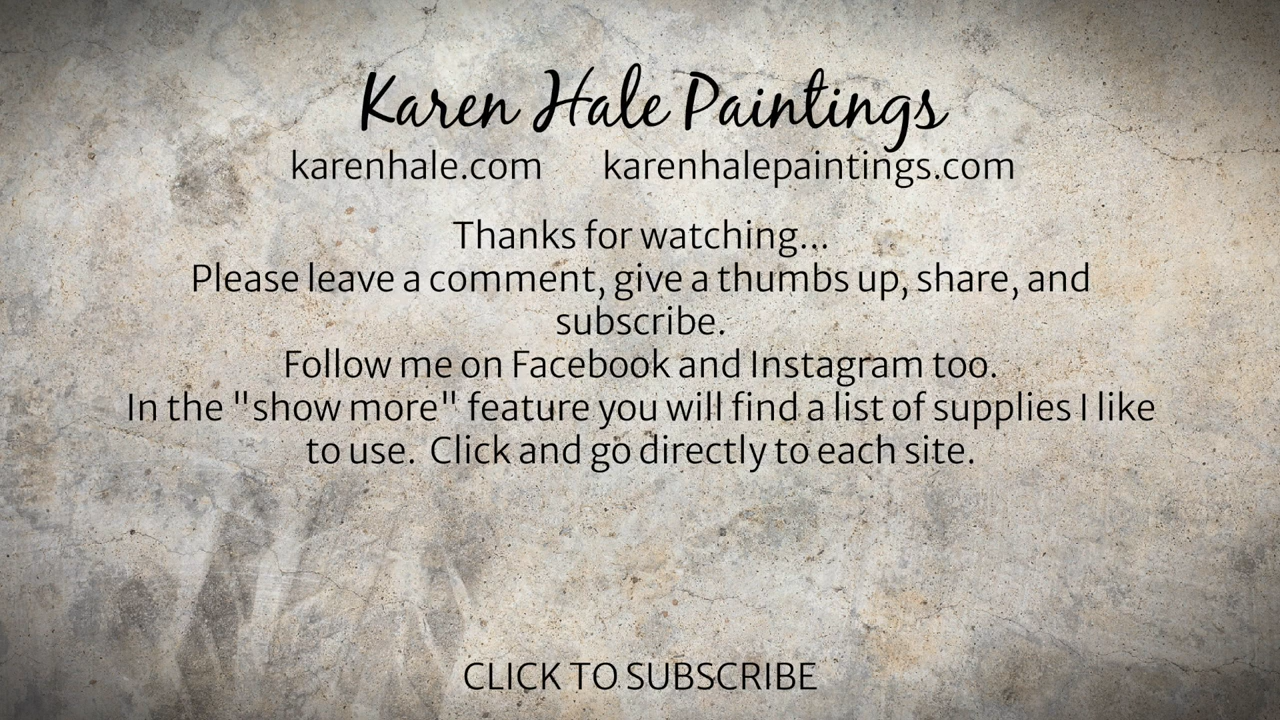 Karen Hale Paintings
karenhale.com karenhalepaintings.com
Thanks for watching...
Please leave a comment, give a thumbs up, share, and
subscribe.
Follow me on Facebook and Instagram too.
In the "show more" feature you will find a list of supplies I like
to use. Click and go directly to each site.
CLICK TO SUBSCRIBE